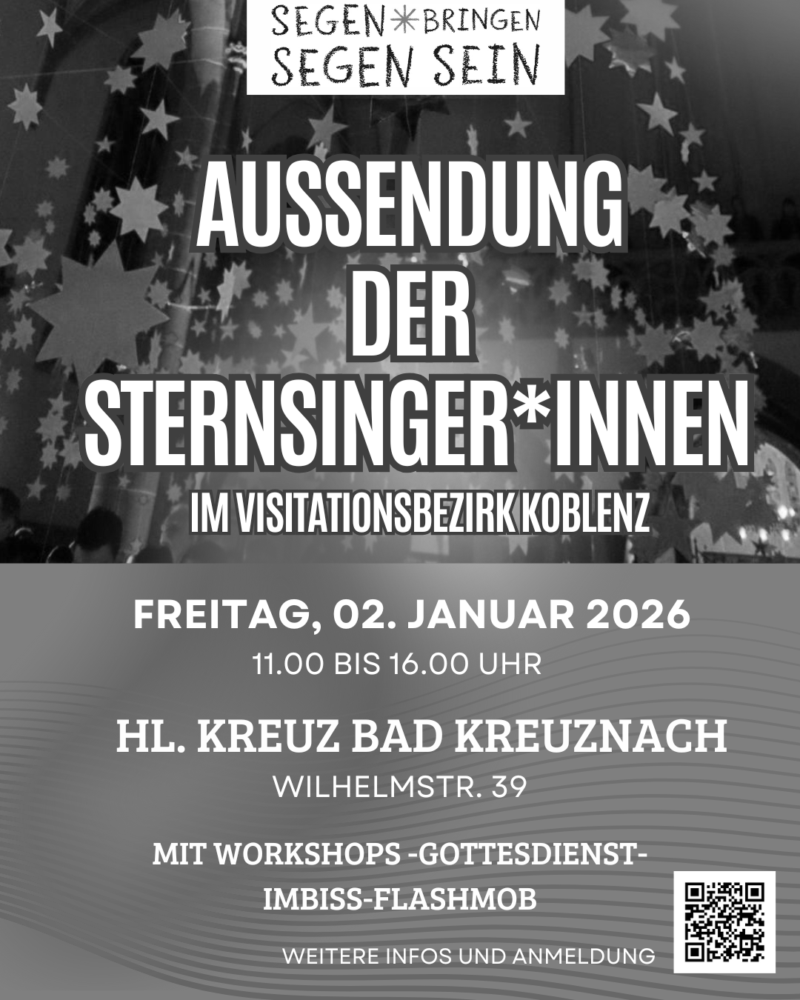 SEGEN*BRINGEN
SEGEN SEIN
AUSSENDUNG
DER
STERNSINGER*INNEN
IM VISITATIONSBEZIRK KOBLENZ
FREITAG, 02. JANUAR 2026
11.00 BIS 16.00 UHR
HL. KREUZ BAD KREUZNACH
WILHELMSTR. 39
MIT WORKSHOPS -GOTTESDIENST-
IMBISS-FLASHMOB
WEITERE INFOS UND ANMELDUNG